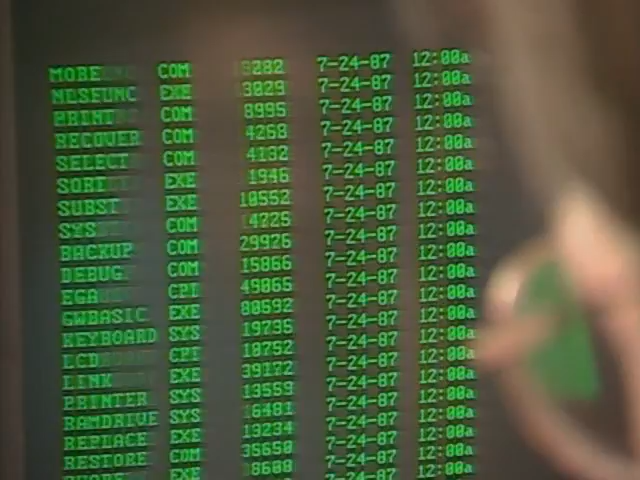 MORE COM 282 7-24-87 12:00a
NLSFUNC EXE 3029 7-24-87 12:00a
PRINT COM 8995 7-24-87 12:00a
RECOVER COM 4268 7-24-87 12:00a
SELECT COM 4132 7-24-87 12:00a
SORT EXE 1946 7-24-87 12:00a
SUBST EXE 10552 7-24-87 12:00a
SYS COM 4725 7-24-87 12:00a
BACKUP COM 29976 7-24-87 12:00a
DEBUG COM 15866 7-24-87 12:00a
EGA CPI 49065 7-24-87 12:00a
GWBASIC EXE 80592 7-24-87 12:00a
KEYBOARD SYS 19735 7-24-87 12:00a
LCD CPI 10752 7-24-87 12:00a
LINK EXE 39172 7-24-87 12:00a
PRINTER SYS 13559 7-24-87 12:00a
RAMDRIVE SYS 6481 7-24-87 12:00a
REPLACE EXE 13234 7-24-87 12:00a
RESTORE COM 35650 7-24-87 12:00a
EXE 8608